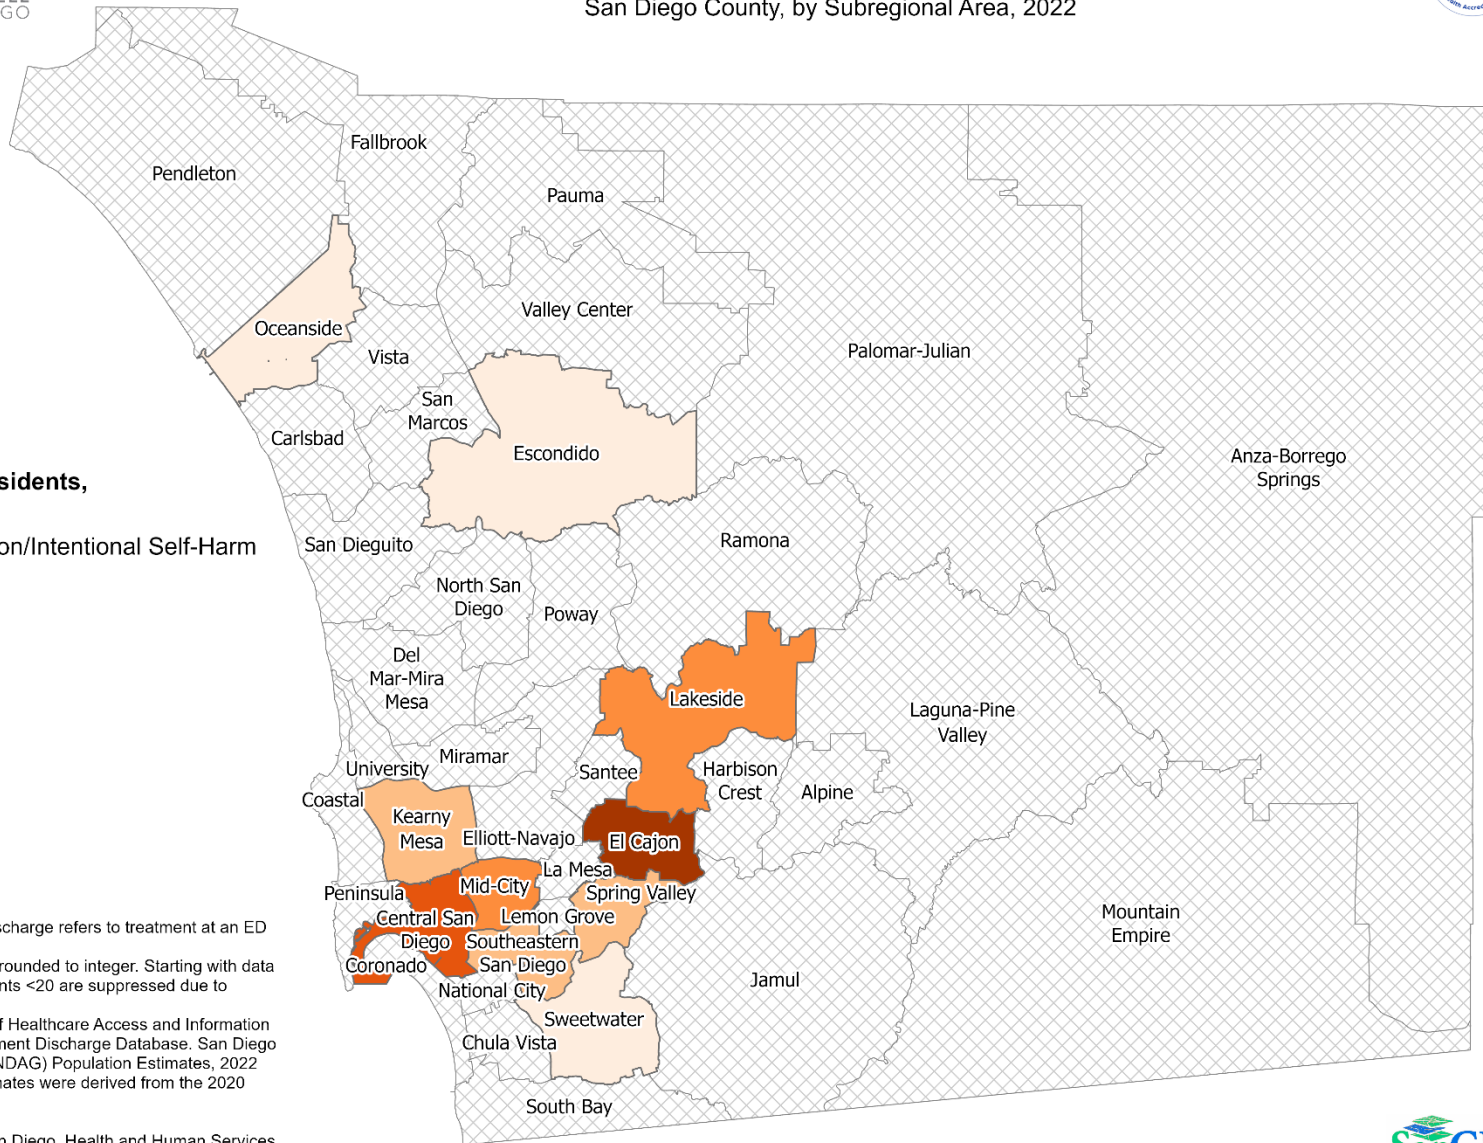 GO
San Diego County, by Subregional Area, 2022
Fallbrook
Pendleton
Pauma
Valley Center
Oceanside
Palomar-Julian
Vista
San
Marcos
Carlsbad
Escondido
Anza-Borrego
Springs
sidents,
on/Intentional Self-Harm
San Dieguito
Ramona
North San
Diego
Poway
Del
Mar-Mira
Mesa
Lakeside
Laguna-Pine
Valley
Miramar
University
Santee
Harbison
Crest
Alpine
Coastal
Kearny
Mesa
Elliott-Navajo
El Cajon
La Mesa
Peninsula
Mid-City
Spring Valley
Central San
Diego
Lemon Grove
Mountain
Empire
Southeastern
San Diego
Coronado
Jamul
National City
Sweetwater
Chula Vista
South Bay
scharge refers to treatment at an ED
rounded to integer. Starting with data
nts <20 are suppressed due to
f Healthcare Access and Information
ment Discharge Database. San Diego
NDAG) Population Estimates, 2022
mates were derived from the 2020
n Diego, Health and Human Services